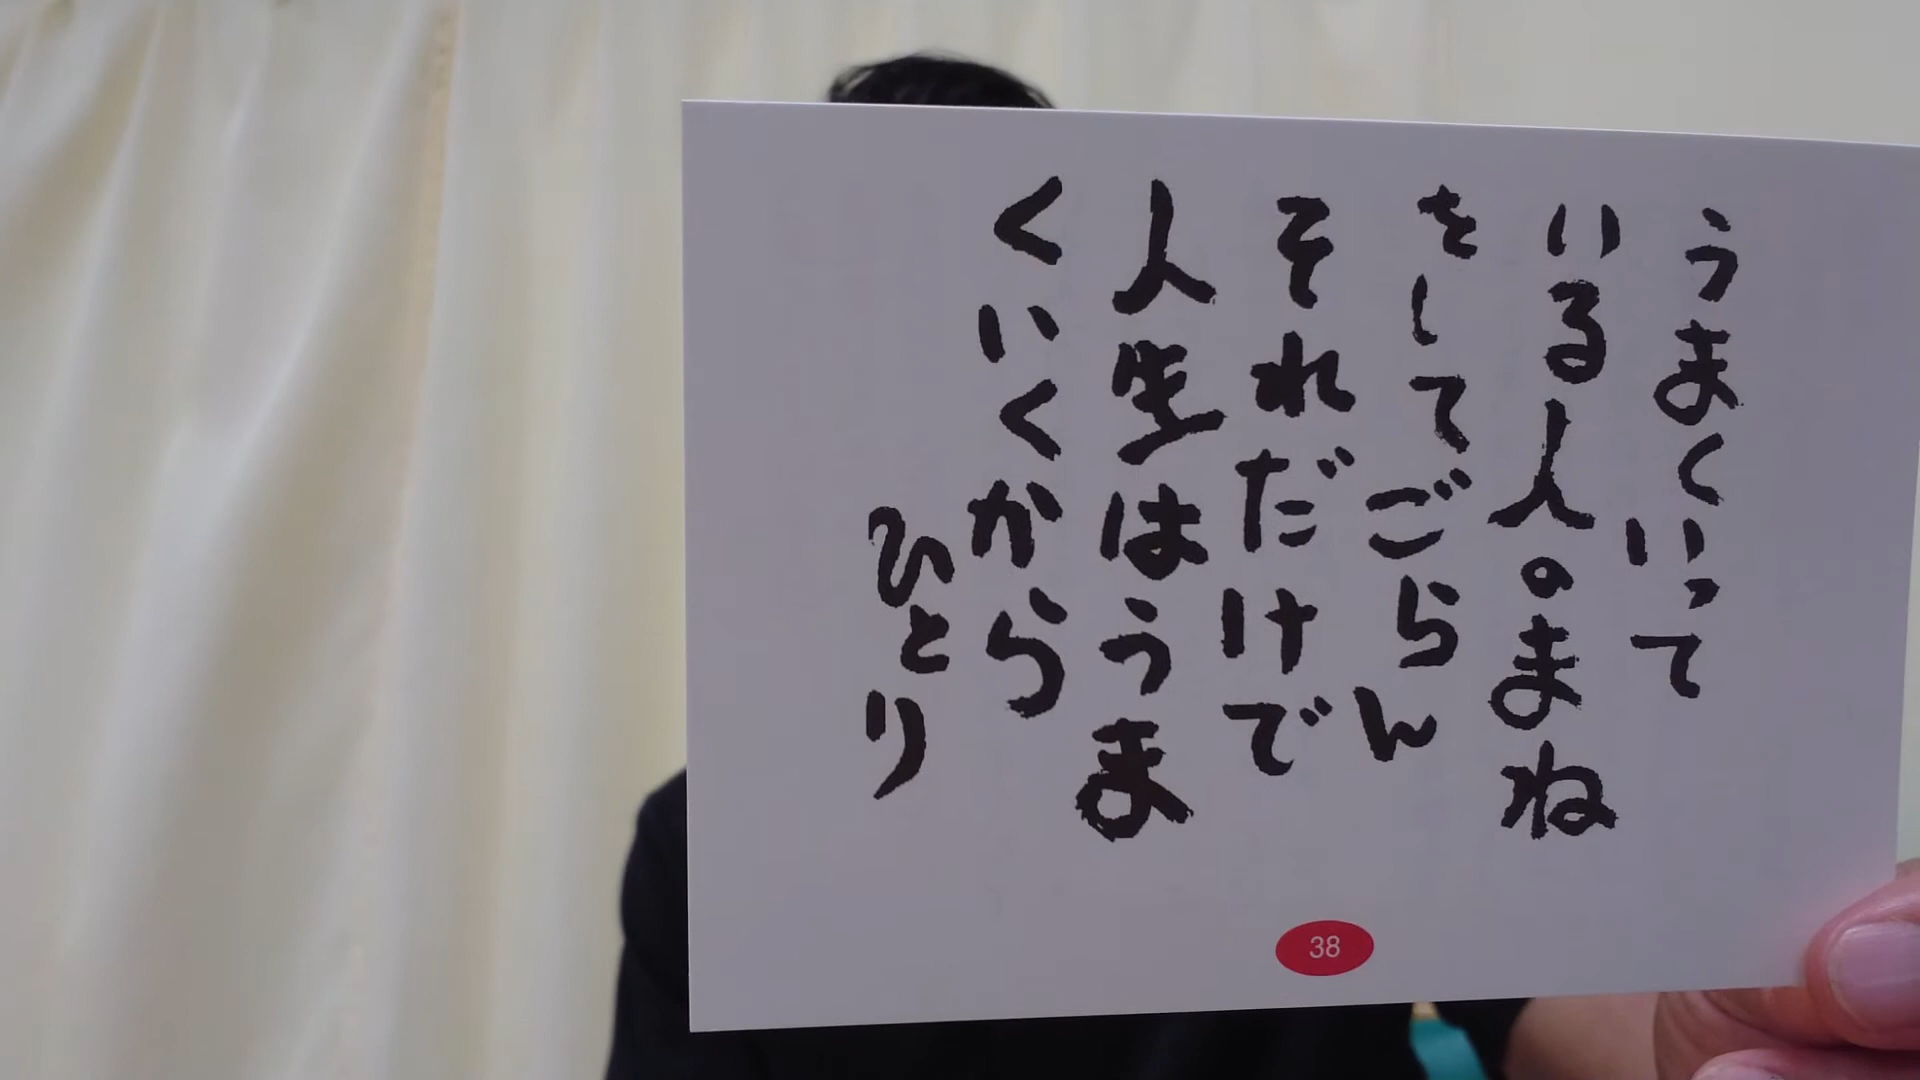 うまくいって
いる人のまね
をしてごらん
それだけで
人生はうま
くいくから
ひとり
38